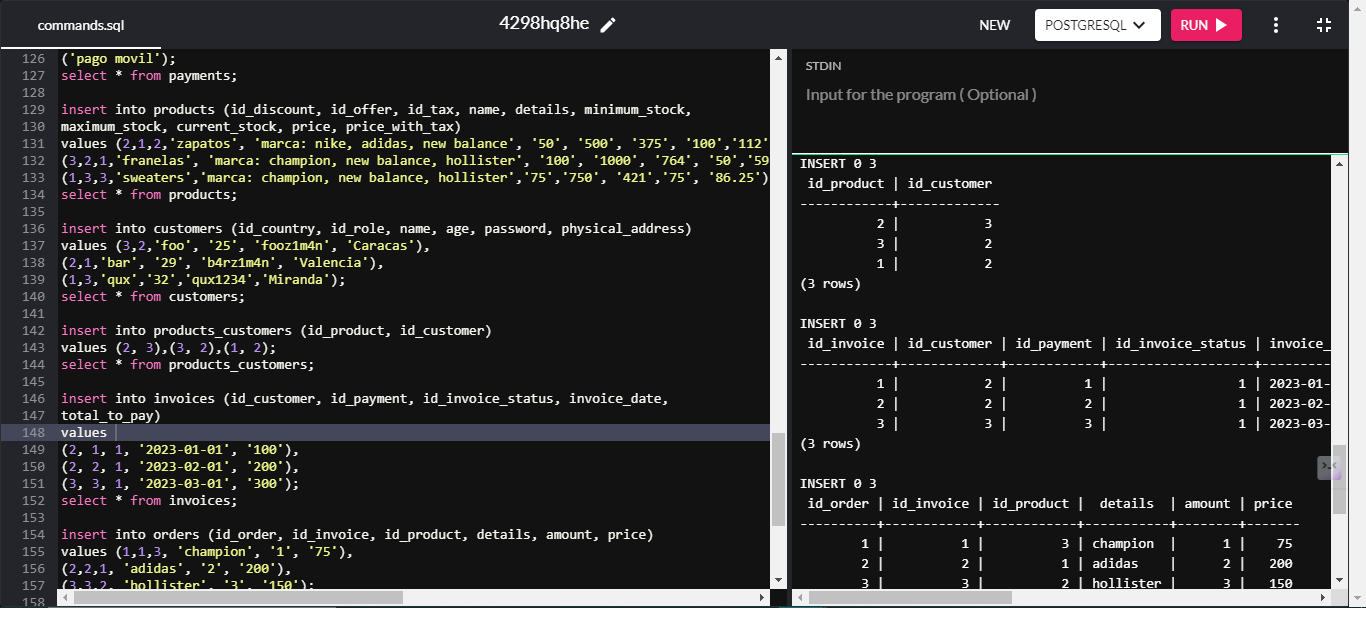 commands.sql
4298hq8he
NEW
POSTGRESQL
RUN
126 ('pago movil');
127 select * from payments;
128
129 insert into products (id_discount, id_offer, id_tax, name, details, minimum_stock,
130 maximum_stock, current_stock, price, price_with_tax)
131 values (2,1,2,'zapatos', 'marca: nike, adidas, new balance', '50', '500', '375', '100','112'
132 (3,2,1,'franelas', 'marca: champion, new balance, hollister', '100', '1000', '764', '50','59
133 (1,3,3,'sweaters','marca: champion, new balance, hollister','75','750', '421','75', '86.25')
134 select * from products;
135
136 insert into customers (id_country, id_role, name, age, password, physical_address)
137 values (3,2,'foo', '25', 'fooz1m4n', 'Caracas'),
138 (2,1,'bar', '29', 'b4rz1m4n', 'Valencia'),
139 (1,3,'qux','32','qux1234','Miranda');
140 select * from customers;
141
142 insert into products_customers (id_product, id_customer)
143 values (2, 3),(3, 2),(1, 2);
144 select * from products_customers;
145
146 insert into invoices (id_customer, id_payment, id_invoice_status, invoice_date,
147 total_to_pay)
148 values
149 (2, 1, 1, '2023-01-01', '100'),
150 (2, 2, 1, '2023-02-01', '200'),
151 (3, 3, 1, '2023-03-01', '300');
152 select * from invoices;
153
154 insert into orders (id_order, id_invoice, id_product, details, amount, price)
155 values (1,1,3, 'champion', '1', '75'),
156 (2,2,1, 'adidas', '2', '200'),
157 (3,3,2, 'hollister', '3', '150');
158
STDIN
Input for the program ( Optional )
INSERT 0 3
id_product | id_customer
------------+-------------
2 | 3
3 | 2
1 | 2
(3 rows)
INSERT 0 3
id_invoice | id_customer | id_payment | id_invoice_status | invoice_
------------+-------------+------------+-------------------+---------
1 | 2 | 1 | 1 | 2023-01-
2 | 2 | 2 | 1 | 2023-02-
3 | 3 | 3 | 1 | 2023-03-
(3 rows)
INSERT 0 3
id_order | id_invoice | id_product | details | amount | price
----------+------------+------------+-----------+--------+-------
1 | 1 | 3 | champion | 1 | 75
2 | 2 | 1 | adidas | 2 | 200
3 | 3 | 2 | hollister | 3 | 150